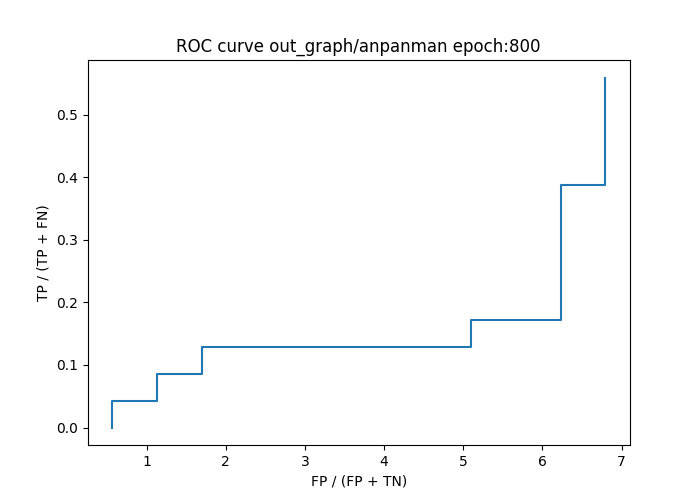 ROC curve out_graph/anpanman epoch:800
TP / (TP + FN)
0.5
0.4
0.3
0.2
0.1
0.0
1 2 3 4 5 6 7
FP / (FP + TN)